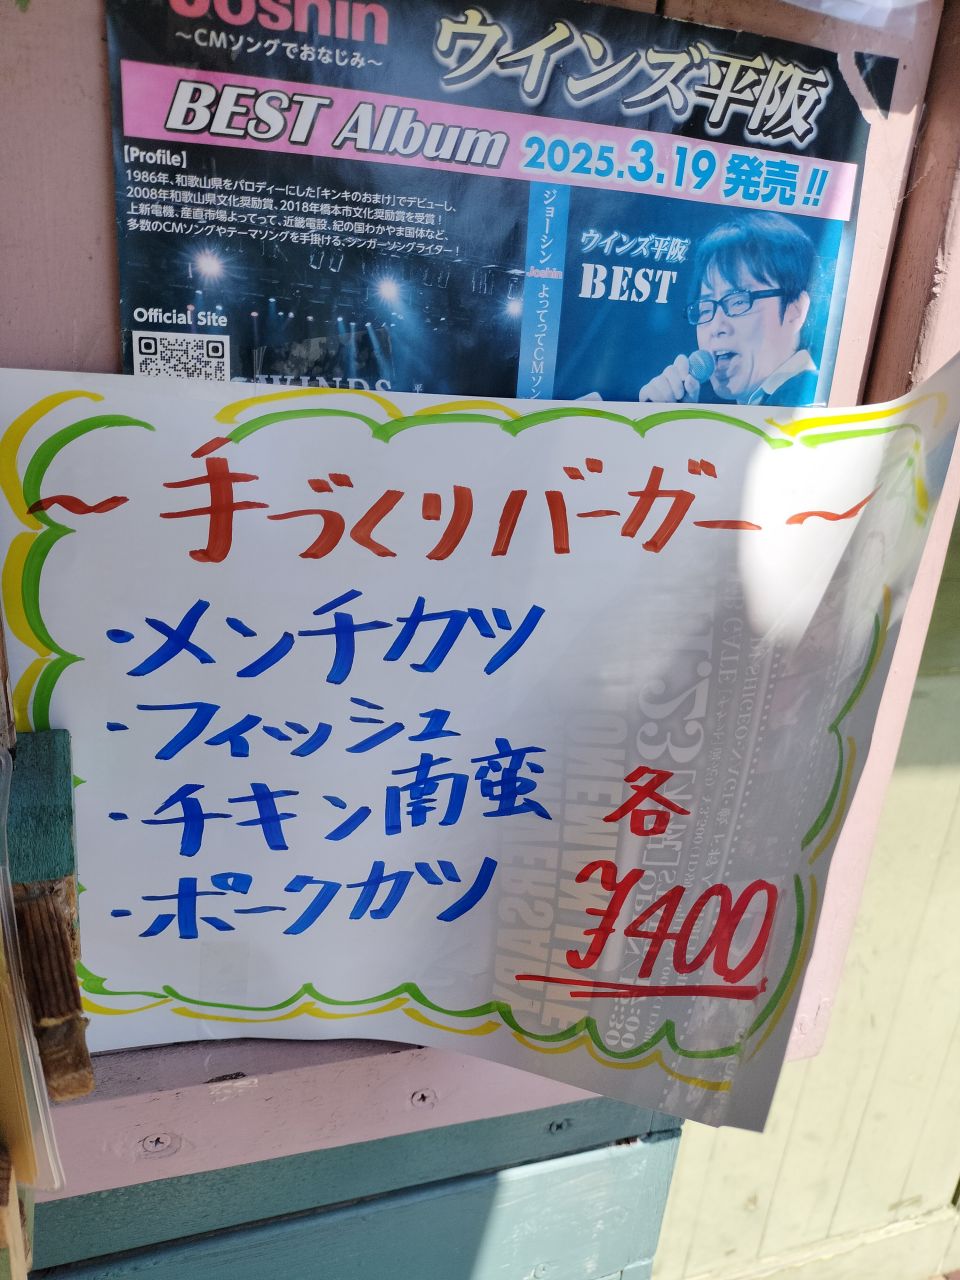 Joshin
～CMソングでおなじみ～
ウインズ平阪
BEST Album 2025.3.19 発売!!
【Profile】
1986年、和歌山県をパロディーにした「キンキのおまけ」でデビューし、
2008年和歌山県文化奨励賞、2018年橋本市文化奨励賞を受賞！
上新電機、産直市場よってって、近畿電設、紀の国わかやま国体など、
多数のCMソングやテーマソングを手掛ける、シンガーソングライター！
Official Site
ジョーシン Joshin よってってCMソン
ウインズ平阪
BEST
～手づくりバーガー～
・メンチカツ
・フィッシュ
・チキン南蛮
・ポークカツ
各
¥400